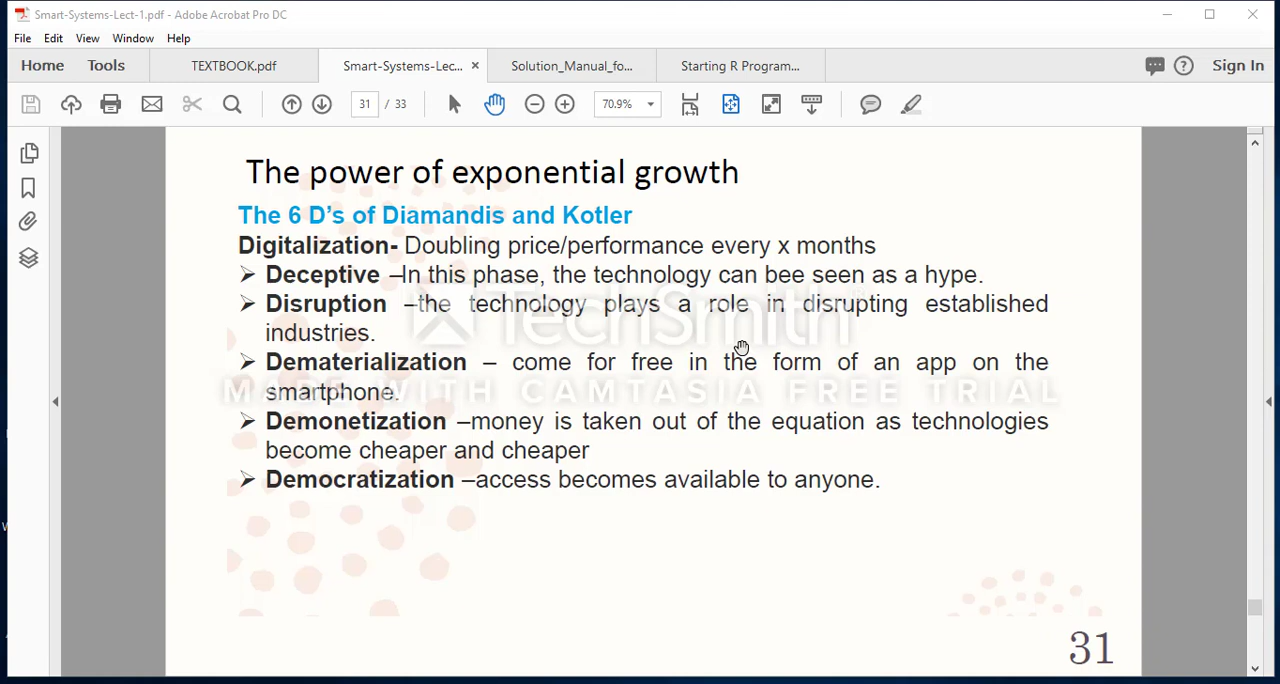 Smart-Systems-Lect-1.pdf - Adobe Acrobat Pro DC
File Edit View Window Help
Home Tools TEXTBOOK.pdf Smart-Systems-Lec... × Solution_Manual_fo... Starting R Program... Sign In
31 / 33 70.9%
The power of exponential growth
The 6 D's of Diamandis and Kotler
Digitalization- Doubling price/performance every x months
➢ Deceptive –In this phase, the technology can bee seen as a hype.
➢ Disruption –the technology plays a role in disrupting established
industries.
TechSmith
➢ Dematerialization – come for free in the form of an app on the
smartphone.
MADE WITH CAMTASIA FREE TRIAL
➢ Demonetization –money is taken out of the equation as technologies
become cheaper and cheaper
➢ Democratization –access becomes available to anyone.
31